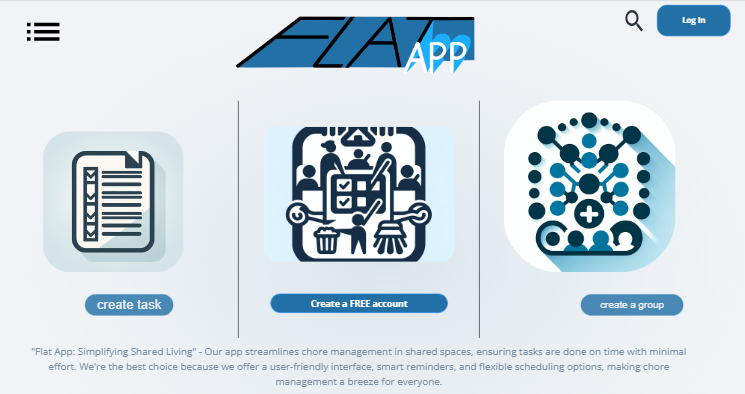 FLAT
APP
Log In
create task
Create a FREE account
create a group
"Flat App: Simplifying Shared Living" - Our app streamlines chore management in shared spaces, ensuring tasks are done on time with minimal
effort. We're the best choice because we offer a user-friendly interface, smart reminders, and flexible scheduling options, making chore
management a breeze for everyone.